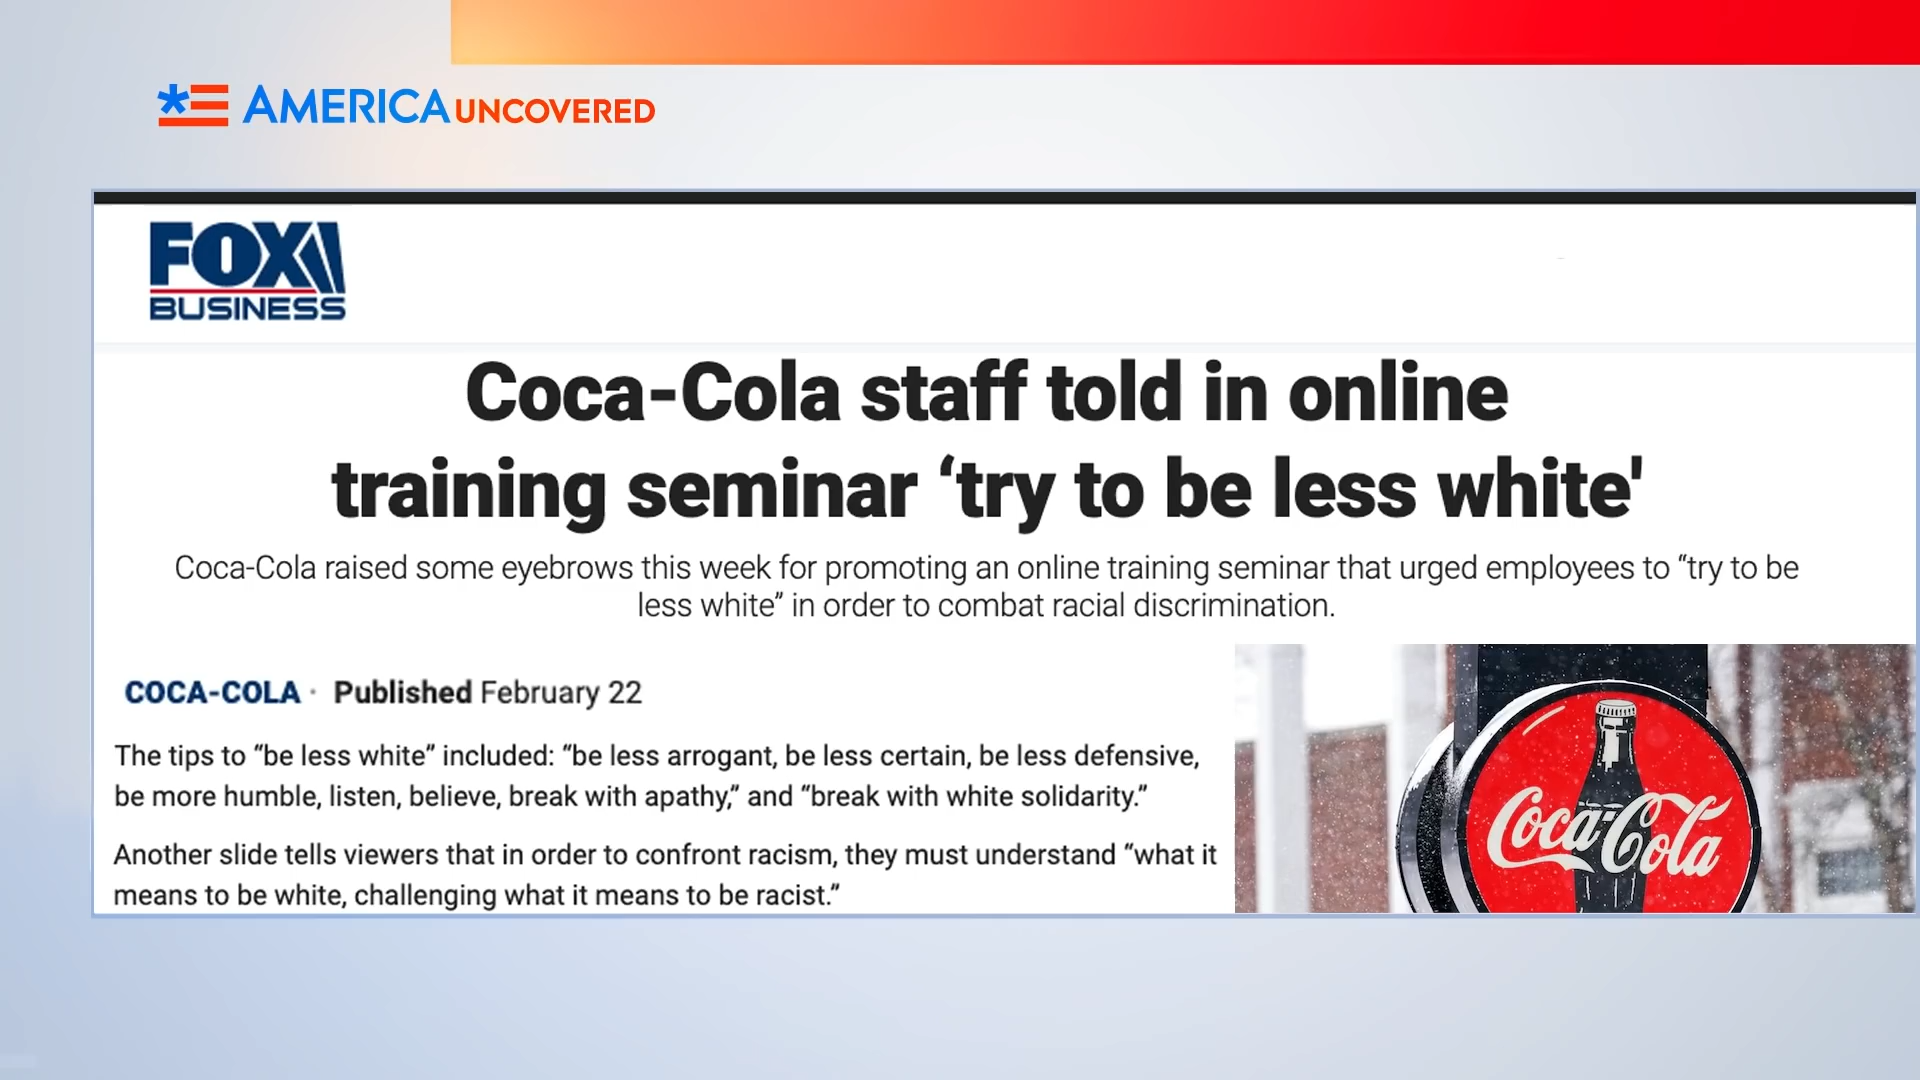 AMERICA UNCOVERED
FOX
BUSINESS
Coca-Cola staff told in online
training seminar ‘try to be less white'
Coca-Cola raised some eyebrows this week for promoting an online training seminar that urged employees to “try to be
less white” in order to combat racial discrimination.
COCA-COLA · Published February 22
The tips to “be less white” included: “be less arrogant, be less certain, be less defensive,
be more humble, listen, believe, break with apathy,” and “break with white solidarity.”
Another slide tells viewers that in order to confront racism, they must understand “what it
means to be white, challenging what it means to be racist.”
Coca-Cola